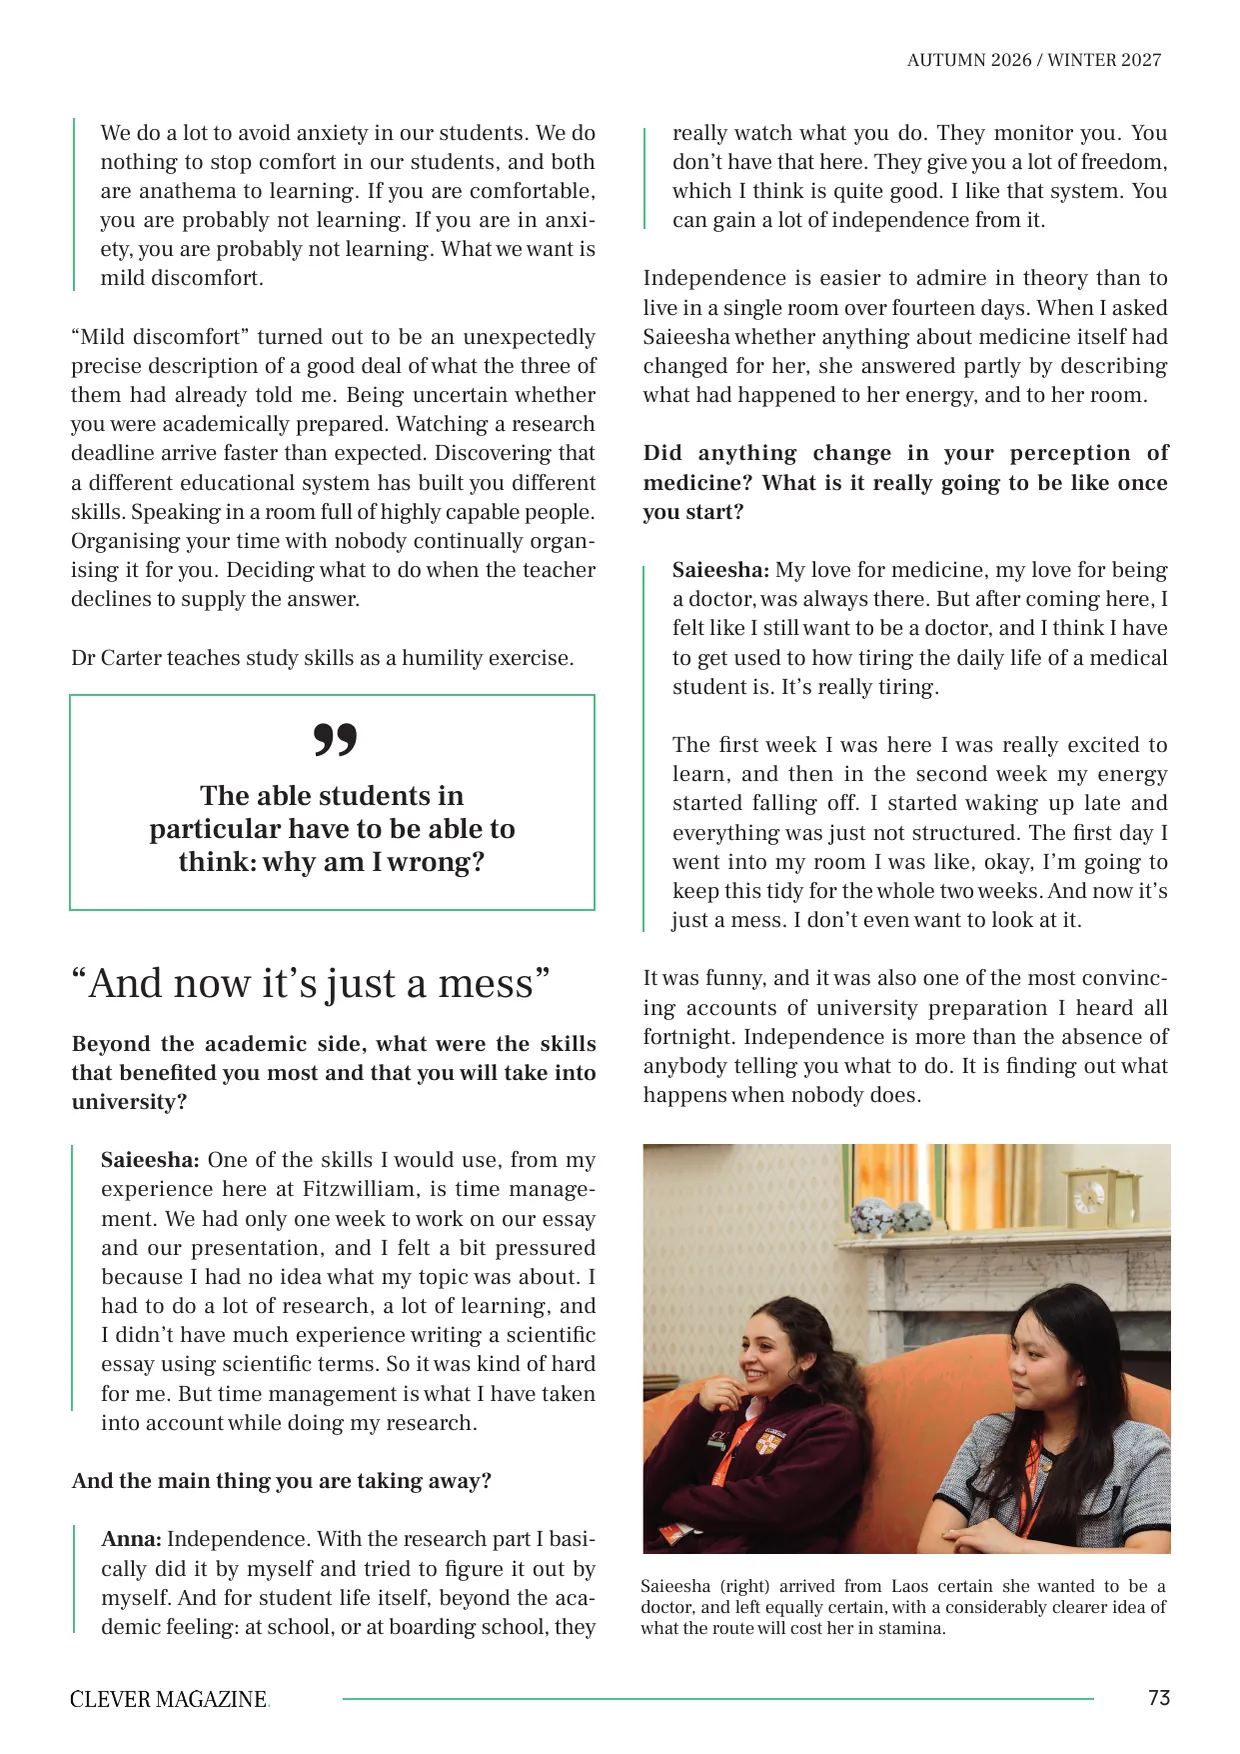 AUTUMN 2026 / WINTER 2027
We do a lot to avoid anxiety in our students. We do
nothing to stop comfort in our students, and both
are anathema to learning. If you are comfortable,
you are probably not learning. If you are in anxi-
ety, you are probably not learning. What we want is
mild discomfort.
“Mild discomfort” turned out to be an unexpectedly
precise description of a good deal of what the three of
them had already told me. Being uncertain whether
you were academically prepared. Watching a research
deadline arrive faster than expected. Discovering that
a different educational system has built you different
skills. Speaking in a room full of highly capable people.
Organising your time with nobody continually organ-
ising it for you. Deciding what to do when the teacher
declines to supply the answer.
Dr Carter teaches study skills as a humility exercise.
”
The able students in
particular have to be able to
think: why am I wrong?
“And now it’s just a mess”
Beyond the academic side, what were the skills
that benefited you most and that you will take into
university?
Saieesha: One of the skills I would use, from my
experience here at Fitzwilliam, is time manage-
ment. We had only one week to work on our essay
and our presentation, and I felt a bit pressured
because I had no idea what my topic was about. I
had to do a lot of research, a lot of learning, and
I didn’t have much experience writing a scientific
essay using scientific terms. So it was kind of hard
for me. But time management is what I have taken
into account while doing my research.
And the main thing you are taking away?
Anna: Independence. With the research part I basi-
cally did it by myself and tried to figure it out by
myself. And for student life itself, beyond the aca-
demic feeling: at school, or at boarding school, they
really watch what you do. They monitor you. You
don’t have that here. They give you a lot of freedom,
which I think is quite good. I like that system. You
can gain a lot of independence from it.
Independence is easier to admire in theory than to
live in a single room over fourteen days. When I asked
Saieesha whether anything about medicine itself had
changed for her, she answered partly by describing
what had happened to her energy, and to her room.
Did anything change in your perception of
medicine? What is it really going to be like once
you start?
Saieesha: My love for medicine, my love for being
a doctor, was always there. But after coming here, I
felt like I still want to be a doctor, and I think I have
to get used to how tiring the daily life of a medical
student is. It’s really tiring.
The first week I was here I was really excited to
learn, and then in the second week my energy
started falling off. I started waking up late and
everything was just not structured. The first day I
went into my room I was like, okay, I’m going to
keep this tidy for the whole two weeks. And now it’s
just a mess. I don’t even want to look at it.
It was funny, and it was also one of the most convinc-
ing accounts of university preparation I heard all
fortnight. Independence is more than the absence of
anybody telling you what to do. It is finding out what
happens when nobody does.
Saieesha (right) arrived from Laos certain she wanted to be a
doctor, and left equally certain, with a considerably clearer idea of
what the route will cost her in stamina.
CLEVER MAGAZINE.
73